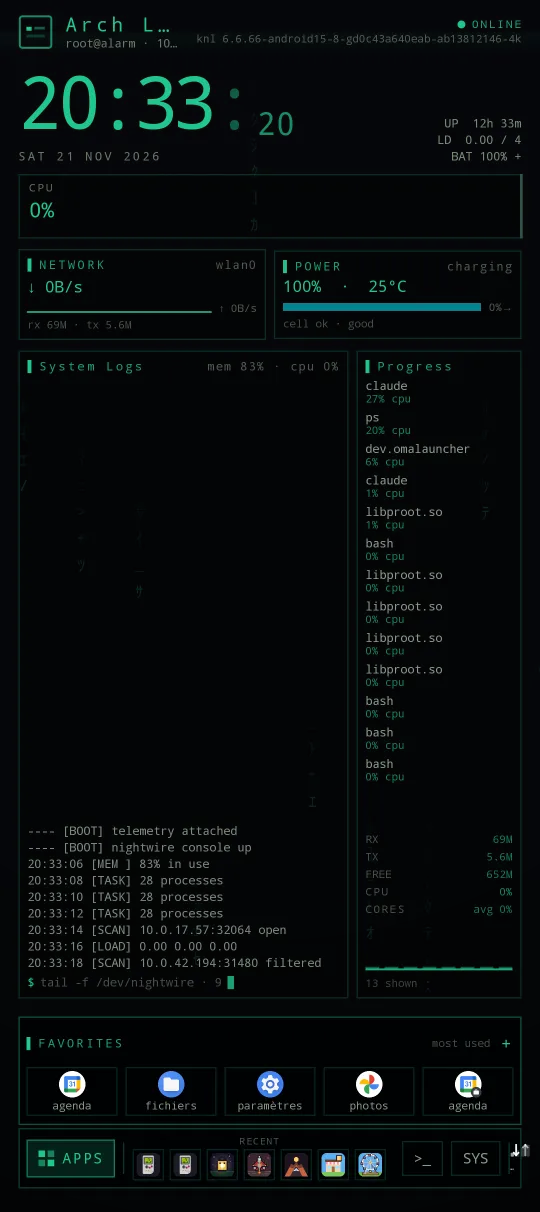 Arch L…
● ONLINE
root@alarm · 10…
knl 6.6.66-android15-8-gd0c43a640eab-ab13812146-4k
20:33:20
UP 12h 33m
LD 0.00 / 4
SAT 21 NOV 2026
BAT 100% +
CPU
0%
NETWORK
wlan0
↓ 0B/s
↑ 0B/s
rx 69M · tx 5.6M
POWER
charging
100% · 25°C
0%→
cell ok · good
System Logs
mem 83% · cpu 0%
---- [BOOT] telemetry attached
---- [BOOT] nightwire console up
20:33:06 [MEM ] 83% in use
20:33:08 [TASK] 28 processes
20:33:10 [TASK] 28 processes
20:33:12 [TASK] 28 processes
20:33:14 [SCAN] 10.0.17.57:32064 open
20:33:16 [LOAD] 0.00 0.00 0.00
20:33:18 [SCAN] 10.0.42.194:31480 filtered
$ tail -f /dev/nightwire · 9
Progress
claude
27% cpu
ps
20% cpu
dev.omalauncher
6% cpu
claude
1% cpu
libproot.so
1% cpu
bash
0% cpu
libproot.so
0% cpu
libproot.so
0% cpu
libproot.so
0% cpu
libproot.so
0% cpu
bash
0% cpu
bash
0% cpu
bash
0% cpu
RX 69M
TX 5.6M
FREE 652M
CPU 0%
CORES avg 0%
13 shown
FAVORITES
most used +
agenda
fichiers
paramètres
photos
agenda
APPS
RECENT
>_
SYS